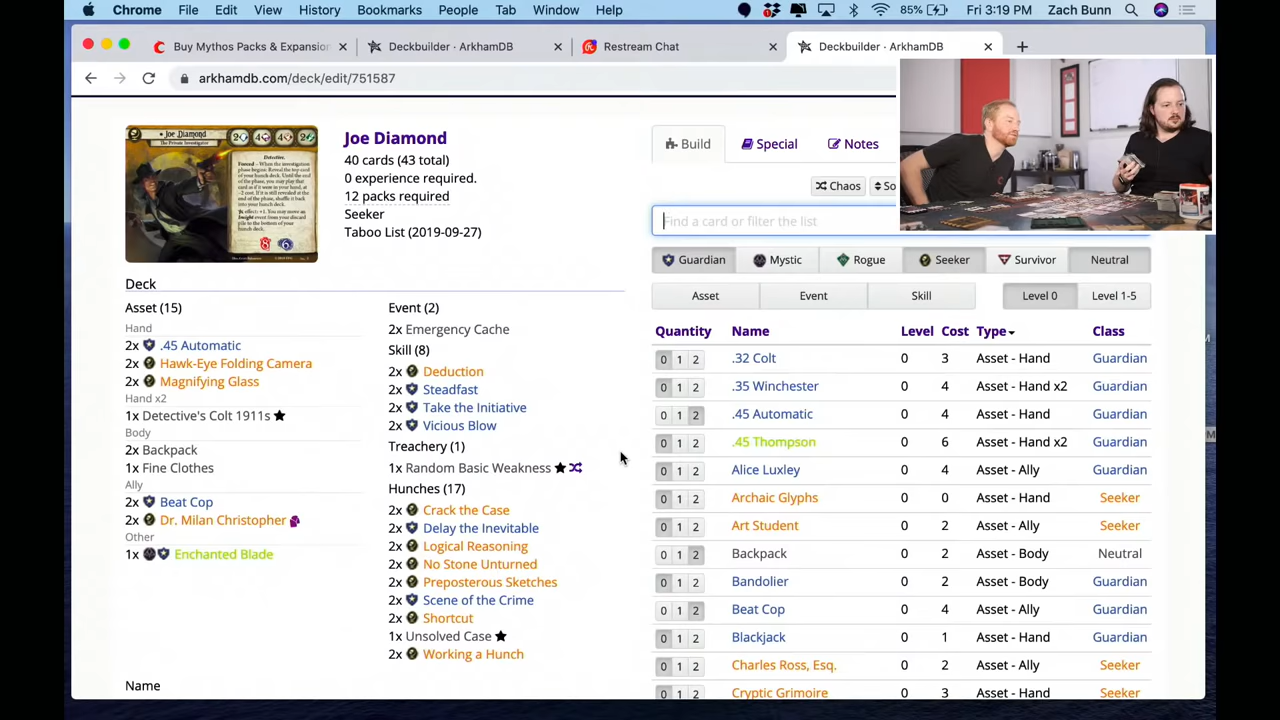 Chrome File Edit View History Bookmarks People Tab Window Help 85% Fri 3:19 PM Zach Bunn
Buy Mythos Packs & Expansion
Deckbuilder · ArkhamDB
Restream Chat
Deckbuilder · ArkhamDB
arkhamdb.com/deck/edit/751587
Joe Diamond
The Private Investigator
Joe Diamond
40 cards (43 total)
0 experience required.
12 packs required
Seeker
Taboo List (2019-09-27)
Build Special Notes
Chaos So
Find a card or filter the list
Guardian Mystic Rogue Seeker Survivor Neutral
Asset Event Skill Level 0 Level 1-5
Deck
Asset (15)
Hand
2x .45 Automatic
2x Hawk-Eye Folding Camera
2x Magnifying Glass
Hand x2
1x Detective's Colt 1911s
Body
2x Backpack
1x Fine Clothes
Ally
2x Beat Cop
2x Dr. Milan Christopher
Other
1x Enchanted Blade
Event (2)
2x Emergency Cache
Skill (8)
2x Deduction
2x Steadfast
2x Take the Initiative
2x Vicious Blow
Treachery (1)
1x Random Basic Weakness
Hunches (17)
2x Crack the Case
2x Delay the Inevitable
2x Logical Reasoning
2x No Stone Unturned
2x Preposterous Sketches
2x Scene of the Crime
2x Shortcut
1x Unsolved Case
2x Working a Hunch
Name
Quantity Name Level Cost Type Class
0 1 2 .32 Colt 0 3 Asset - Hand Guardian
0 1 2 .35 Winchester 0 4 Asset - Hand x2 Guardian
0 1 2 .45 Automatic 0 4 Asset - Hand Guardian
0 1 2 .45 Thompson 0 6 Asset - Hand x2 Guardian
0 1 2 Alice Luxley 0 4 Asset - Ally Guardian
0 1 2 Archaic Glyphs 0 0 Asset - Hand Seeker
0 1 2 Art Student 0 2 Asset - Ally Seeker
0 1 2 Backpack 0 2 Asset - Body Neutral
0 1 2 Bandolier 0 2 Asset - Body Guardian
0 1 2 Beat Cop 0 4 Asset - Ally Guardian
0 1 2 Blackjack 0 1 Asset - Hand Guardian
0 1 2 Charles Ross, Esq. 0 2 Asset - Ally Seeker
0 1 2 Cryptic Grimoire 0 3 Asset - Hand Seeker